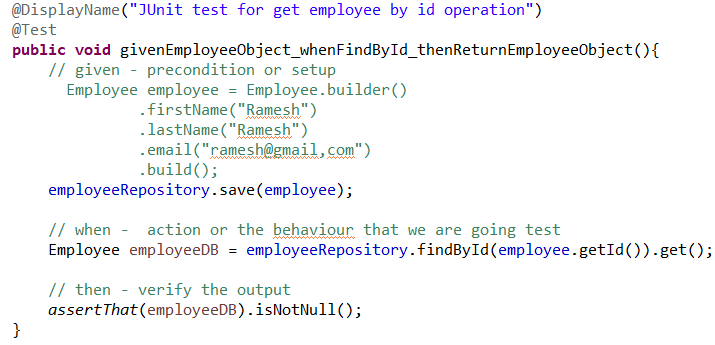 @DisplayName("JUnit test for get employee by id operation")
@Test
public void givenEmployeeObject_whenFindById_thenReturnEmployeeObject(){
    // given - precondition or setup
      Employee employee = Employee.builder()
              .firstName("Ramesh")
              .lastName("Ramesh")
              .email("ramesh@gmail,com")
              .build();
    employeeRepository.save(employee);

    // when -  action or the behaviour that we are going test
    Employee employeeDB = employeeRepository.findById(employee.getId()).get();

    // then - verify the output
    assertThat(employeeDB).isNotNull();
}